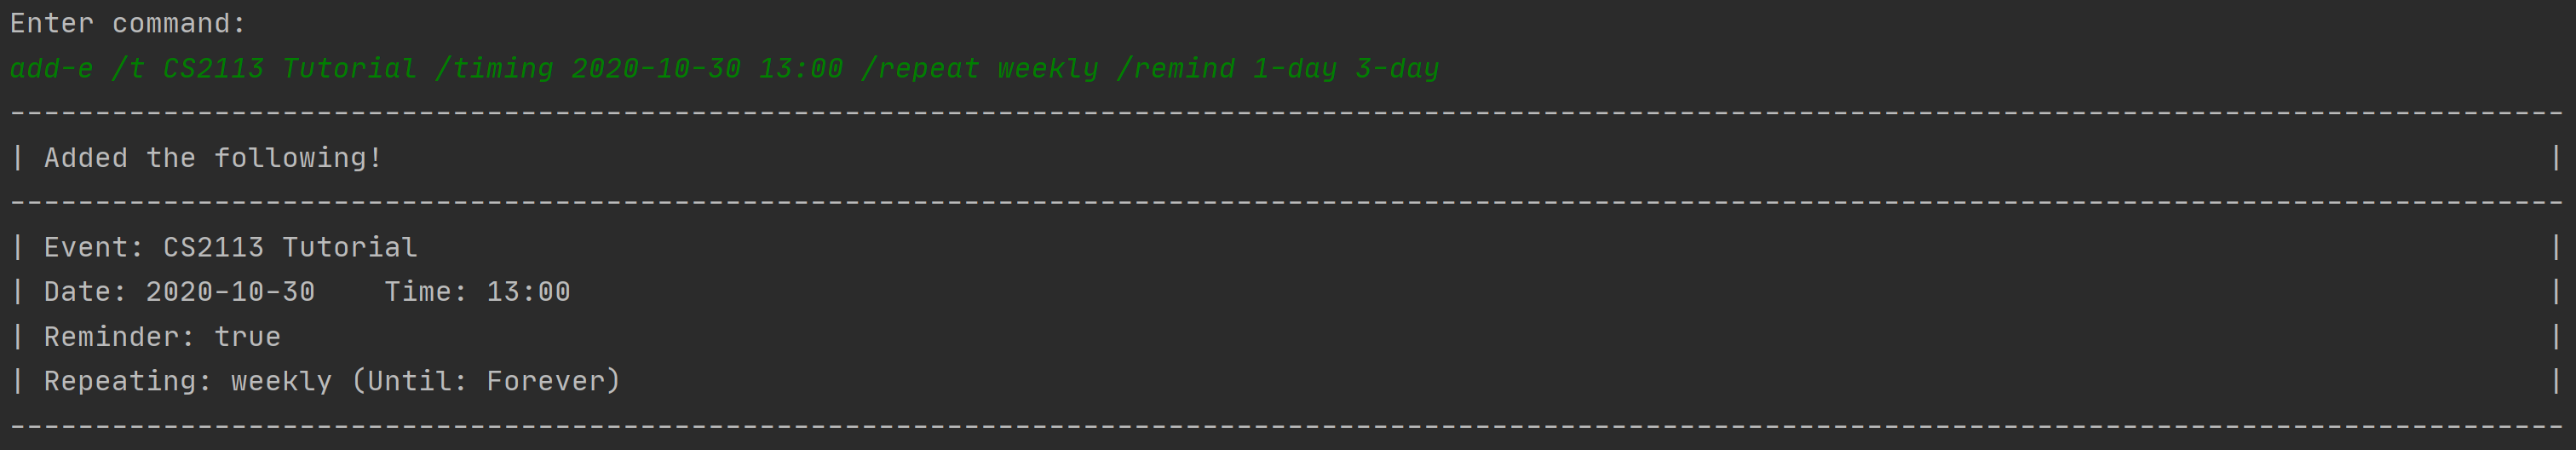 Enter command:
add-e /t CS2113 Tutorial /timing 2020-10-30 13:00 /repeat weekly /remind 1-day 3-day
------------------------------------------------------------------------------------------------------------------------------------------------------
| Added the following! |
------------------------------------------------------------------------------------------------------------------------------------------------------
| Event: CS2113 Tutorial |
| Date: 2020-10-30    Time: 13:00 |
| Reminder: true |
| Repeating: weekly (Until: Forever) |
------------------------------------------------------------------------------------------------------------------------------------------------------